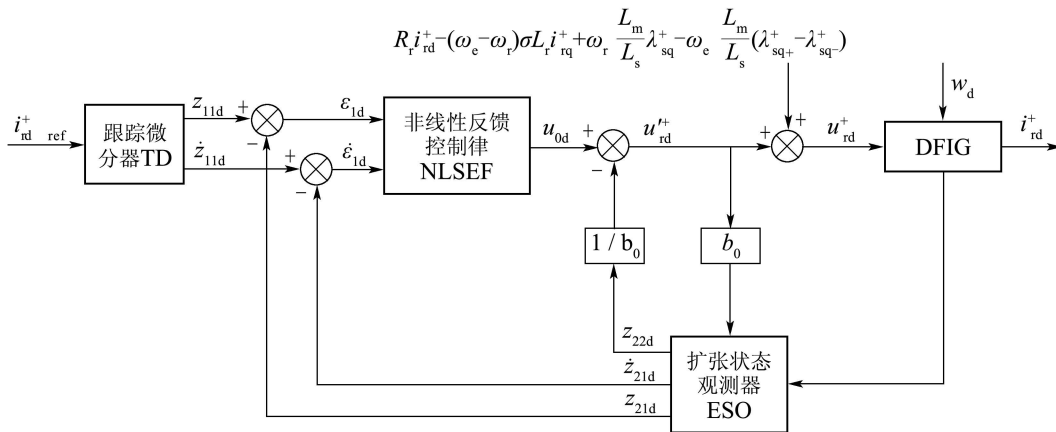 R_r i_rd^+−(ω_e−ω_r)σL_r i_rq^++ω_r L_m/L_s λ_sq^+−ω_e L_m/L_s (λ_sq+^+−λ_sq−^+)
i_rd^+ ref
跟踪微
分器TD
z_11d
+
−
ż_11d
+
−
ε_1d
ε̇_1d
非线性反馈
控制律
NLSEF
u_0d
+
−
u′_rd^+
+
+
u_rd^+
w_d
DFIG
i_rd^+
1 / b_0
b_0
z_22d
ż_21d
z_21d
扩张状态
观测器
ESO